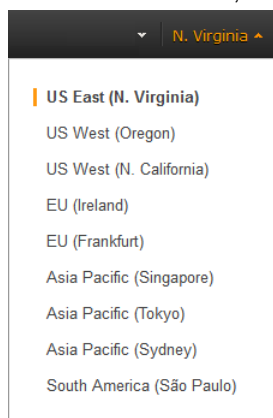 N. Virginia
US East (N. Virginia)
US West (Oregon)
US West (N. California)
EU (Ireland)
EU (Frankfurt)
Asia Pacific (Singapore)
Asia Pacific (Tokyo)
Asia Pacific (Sydney)
South America (São Paulo)